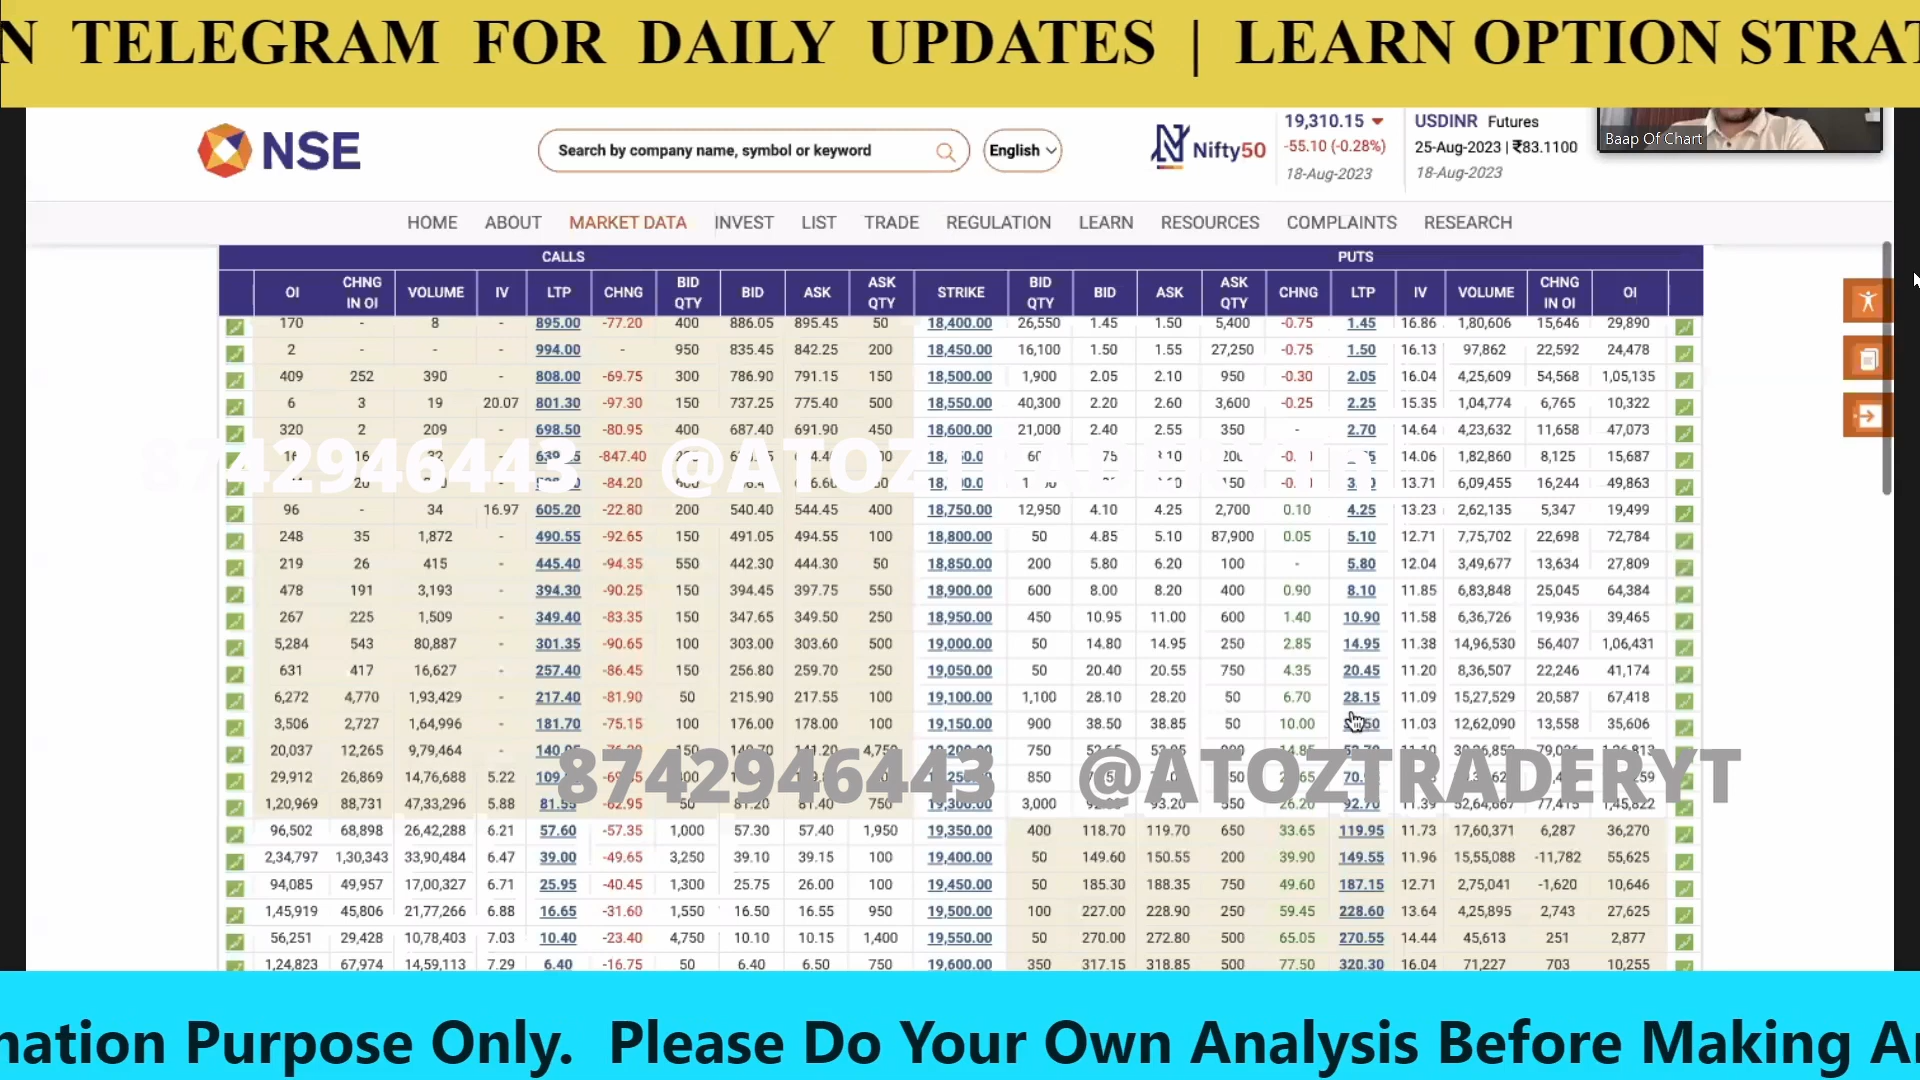 N TELEGRAM FOR DAILY UPDATES | LEARN OPTION STRAT
NSE
Search by company name, symbol or keyword
English
Nifty50
19,310.15
-55.10 (-0.28%)
18-Aug-2023
USDINR Futures
25-Aug-2023 | ₹83.1100
18-Aug-2023
Baap Of Chart
HOME ABOUT MARKET DATA INVEST LIST TRADE REGULATION LEARN RESOURCES COMPLAINTS RESEARCH
CALLS PUTS
OI CHNG IN OI VOLUME IV LTP CHNG BID QTY BID ASK ASK QTY STRIKE BID QTY BID ASK ASK QTY CHNG LTP IV VOLUME CHNG IN OI OI
170 - 8 - 895.00 -77.20 400 886.05 895.45 50 18,400.00 26,550 1.45 1.50 5,400 -0.75 1.45 16.86 1,80,606 15,646 29,890
2 - - - 994.00 - 950 835.45 842.25 200 18,450.00 16,100 1.50 1.55 27,250 -0.75 1.50 16.13 97,862 22,592 24,478
409 252 390 - 808.00 -69.75 300 786.90 791.15 150 18,500.00 1,900 2.05 2.10 950 -0.30 2.05 16.04 4,25,609 54,568 1,05,135
6 3 19 20.07 801.30 -97.30 150 737.25 775.40 500 18,550.00 40,300 2.20 2.60 3,600 -0.25 2.25 15.35 1,04,774 6,765 10,322
320 2 209 - 698.50 -80.95 400 687.40 691.90 450 18,600.00 21,000 2.40 2.55 350 - 2.70 14.64 4,23,632 11,658 47,073
-847.40 14.06 1,82,860 8,125 15,687
8742946443 @ATOZTRADERYT
-84.20 13.71 6,09,455 16,244 49,863
96 - 34 16.97 605.20 -22.80 200 540.40 544.45 400 18,750.00 12,950 4.10 4.25 2,700 0.10 4.25 13.23 2,62,135 5,347 19,499
248 35 1,872 - 490.55 -92.65 150 491.05 494.55 100 18,800.00 50 4.85 5.10 87,900 0.05 5.10 12.71 7,75,702 22,698 72,784
219 26 415 - 445.40 -94.35 550 442.30 444.30 50 18,850.00 200 5.80 6.20 100 - 5.80 12.04 3,49,677 13,634 27,809
478 191 3,193 - 394.30 -90.25 150 394.45 397.75 550 18,900.00 600 8.00 8.20 400 0.90 8.10 11.85 6,83,848 25,045 64,384
267 225 1,509 - 349.40 -83.35 150 347.65 349.50 250 18,950.00 450 10.95 11.00 600 1.40 10.90 11.58 6,36,726 19,936 39,465
5,284 543 80,887 - 301.35 -90.65 100 303.00 303.60 500 19,000.00 50 14.80 14.95 250 2.85 14.95 11.38 14,96,530 56,407 1,06,431
631 417 16,627 - 257.40 -86.45 150 256.80 259.70 250 19,050.00 50 20.40 20.55 750 4.35 20.45 11.20 8,36,507 22,246 41,174
6,272 4,770 1,93,429 - 217.40 -81.90 50 215.90 217.55 100 19,100.00 1,100 28.10 28.20 50 6.70 28.15 11.09 15,27,529 20,587 67,418
3,506 2,727 1,64,996 - 181.70 -75.15 100 176.00 178.00 100 19,150.00 900 38.50 38.85 50 10.00 11.03 12,62,090 13,558 35,606
20,037 12,265 9,79,464 - 750
8742946443 @ATOZTRADERYT
29,912 26,869 14,76,688 5.22 850
1,20,969 88,731 47,33,296 5.88 81.55 -62.95 50 81.20 81.40 750 19,300.00 3,000 93.20 550 26.20 92.70 11.39 52,64,667 77,415 1,45,822
96,502 68,898 26,42,288 6.21 57.60 -57.35 1,000 57.30 57.40 1,950 19,350.00 400 118.70 119.70 650 33.65 119.95 11.73 17,60,371 6,287 36,270
2,34,797 1,30,343 33,90,484 6.47 39.00 -49.65 3,250 39.10 39.15 100 19,400.00 50 149.60 150.55 200 39.90 149.55 11.96 15,55,088 -11,782 55,625
94,085 49,957 17,00,327 6.71 25.95 -40.45 1,300 25.75 26.00 100 19,450.00 50 185.30 188.35 750 49.60 187.15 12.71 2,75,041 -1,620 10,646
1,45,919 45,806 21,77,266 6.88 16.65 -31.60 1,550 16.50 16.55 950 19,500.00 100 227.00 228.90 250 59.45 228.60 13.64 4,25,895 2,743 27,625
56,251 29,428 10,78,403 7.03 10.40 -23.40 4,750 10.10 10.15 1,400 19,550.00 50 270.00 272.80 500 65.05 270.55 14.44 45,613 251 2,877
1,24,823 67,974 14,59,113 7.29 6.40 -16.75 50 6.40 6.50 750 19,600.00 350 317.15 318.85 500 77.50 320.30 16.04 71,227 703 10,255
mation Purpose Only. Please Do Your Own Analysis Before Making A